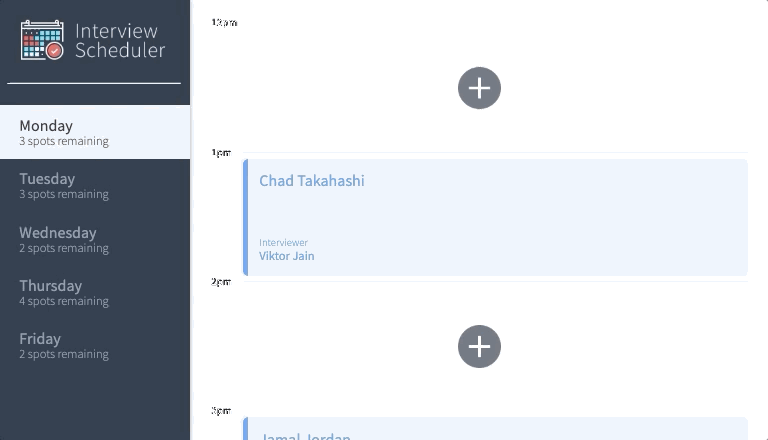 Interview
Scheduler
Monday
3 spots remaining
Tuesday
3 spots remaining
Wednesday
2 spots remaining
Thursday
4 spots remaining
Friday
2 spots remaining
12pm
1pm
Chad Takahashi
Interviewer
Viktor Jain
2pm
3pm
Jamal Jordan